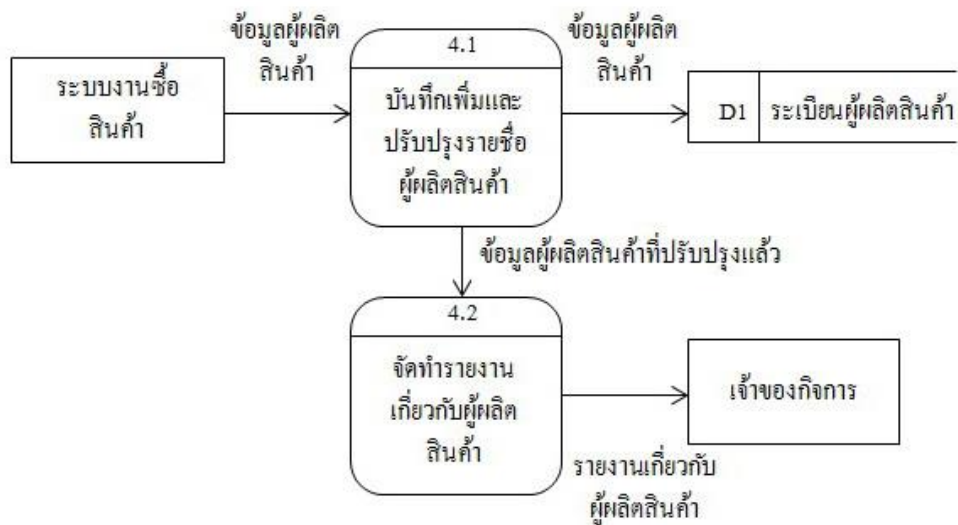 ข้อมูลผู้ผลิต
สินค้า
ระบบงานซื้อ
สินค้า
4.1
บันทึกเพิ่มและ
ปรับปรุงรายชื่อ
ผู้ผลิตสินค้า
ข้อมูลผู้ผลิต
สินค้า
D1
ระเบียนผู้ผลิตสินค้า
ข้อมูลผู้ผลิตสินค้าที่ปรับปรุงแล้ว
4.2
จัดทำรายงาน
เกี่ยวกับผู้ผลิต
สินค้า
เจ้าของกิจการ
รายงานเกี่ยวกับ
ผู้ผลิตสินค้า